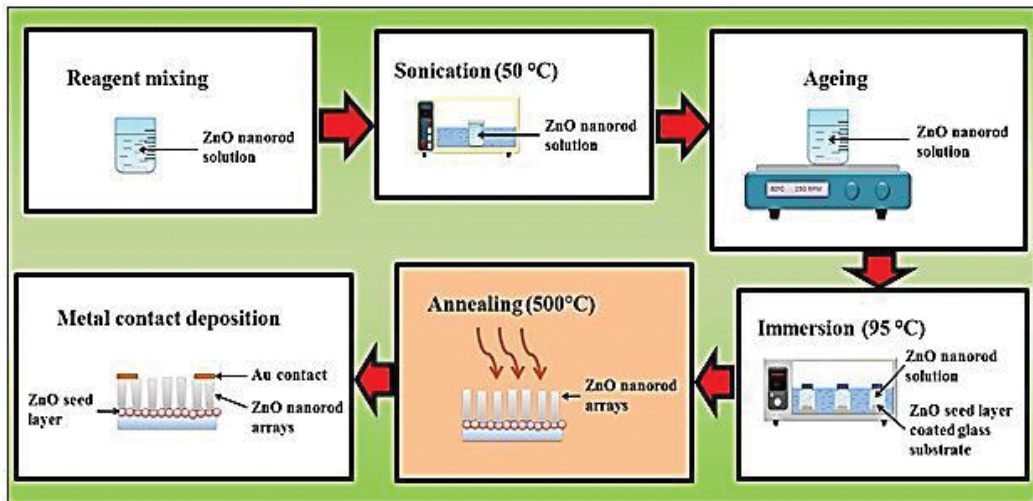 Reagent mixing
ZnO nanorod
solution
Sonication (50 °C)
ZnO nanorod
solution
Ageing
ZnO nanorod
solution
250 RPM
Immersion (95 °C)
ZnO nanorod
solution
ZnO seed layer
coated glass
substrate
Annealing (500°C)
ZnO nanorod
arrays
Metal contact deposition
Au contact
ZnO seed
layer
ZnO nanorod
arrays